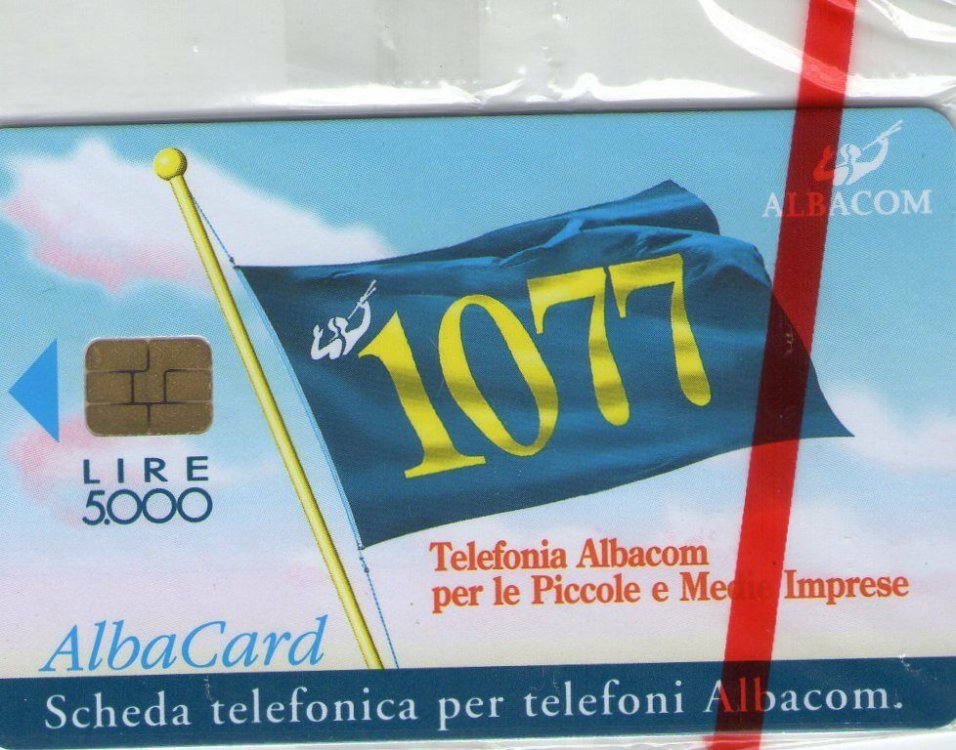 ALBACOM
1077
LIRE
5.000
Telefonia Albacom
per le Piccole e Medie Imprese
AlbaCard
Scheda telefonica per telefoni Albacom.